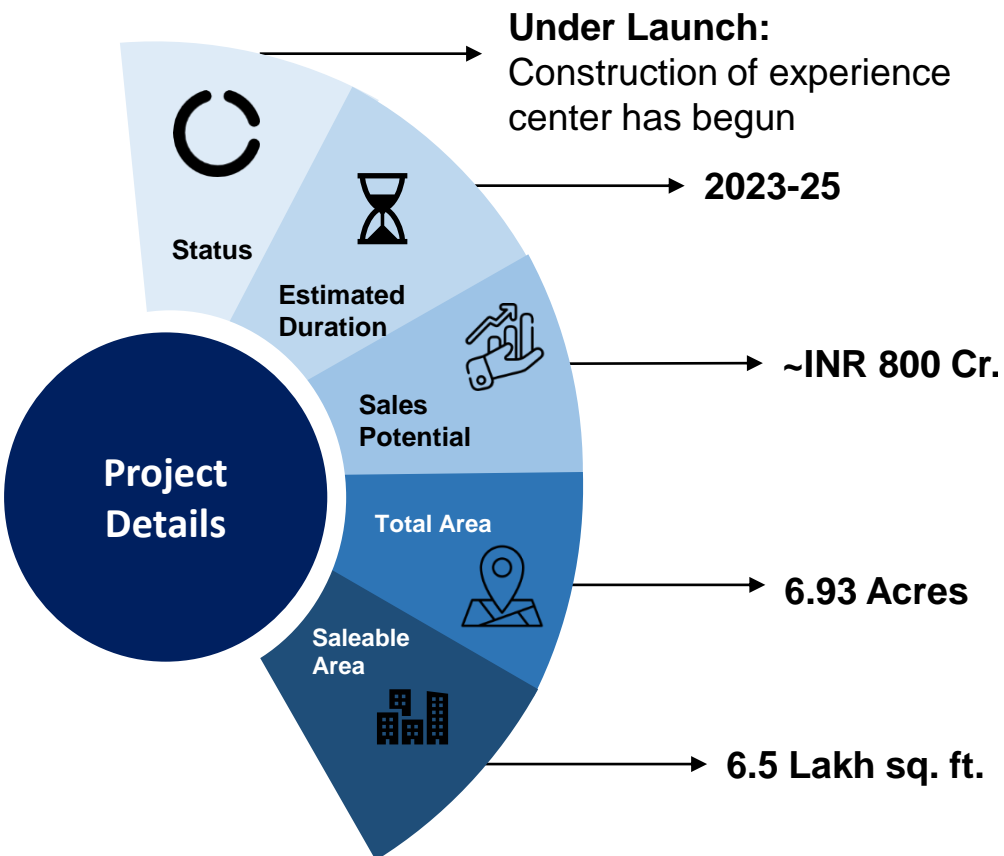 Under Launch:
Construction of experience
center has begun
Status
2023-25
Estimated
Duration
~INR 800 Cr.
Sales
Potential
Project
Details
Total Area
6.93 Acres
Saleable
Area
6.5 Lakh sq. ft.